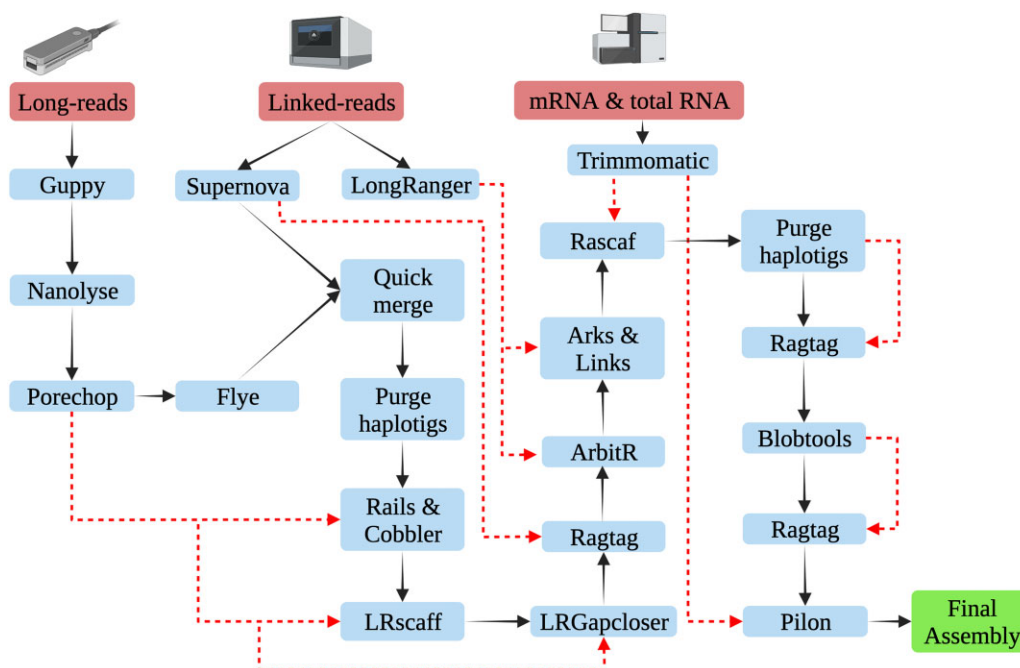 Long-reads
Linked-reads
mRNA & total RNA
Guppy
Supernova
LongRanger
Trimmomatic
Nanolyse
Quick
merge
Rascaf
Purge
haplotigs
Porechop
Flye
Purge
haplotigs
Arks &
Links
Ragtag
Rails &
Cobbler
ArbitR
Blobtools
Ragtag
Ragtag
LRscaff
LRGapcloser
Pilon
Final
Assembly